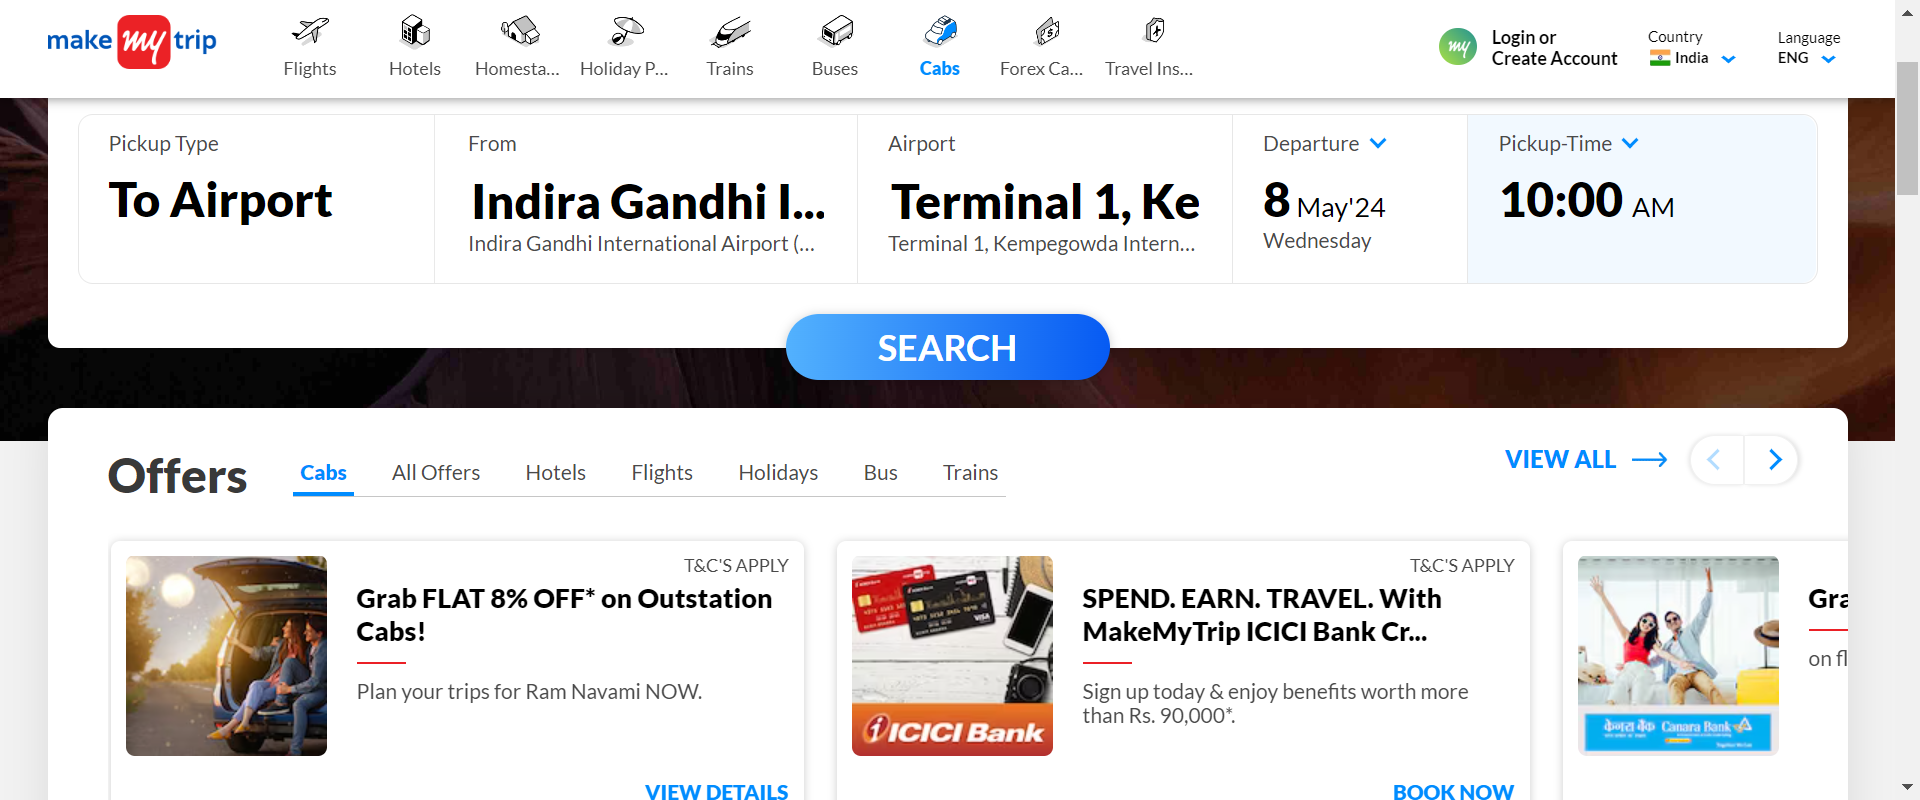 make my trip
Flights
Hotels
Homesta...
Holiday P...
Trains
Buses
Cabs
Forex Ca...
Travel Ins...
my
Login or
Create Account
Country
India
Language
ENG
Pickup Type
To Airport
From
Indira Gandhi I...
Indira Gandhi International Airport (...
Airport
Terminal 1, Ke
Terminal 1, Kempegowda Intern...
Departure
8 May'24
Wednesday
Pickup-Time
10:00 AM
SEARCH
Offers
Cabs
All Offers
Hotels
Flights
Holidays
Bus
Trains
VIEW ALL
T&C'S APPLY
Grab FLAT 8% OFF* on Outstation
Cabs!
Plan your trips for Ram Navami NOW.
VIEW DETAILS
T&C'S APPLY
SPEND. EARN. TRAVEL. With
MakeMyTrip ICICI Bank Cr...
Sign up today & enjoy benefits worth more
than Rs. 90,000*.
VISA
ICICI Bank
BOOK NOW
Gra
on fl
केनरा बैंक Canara Bank